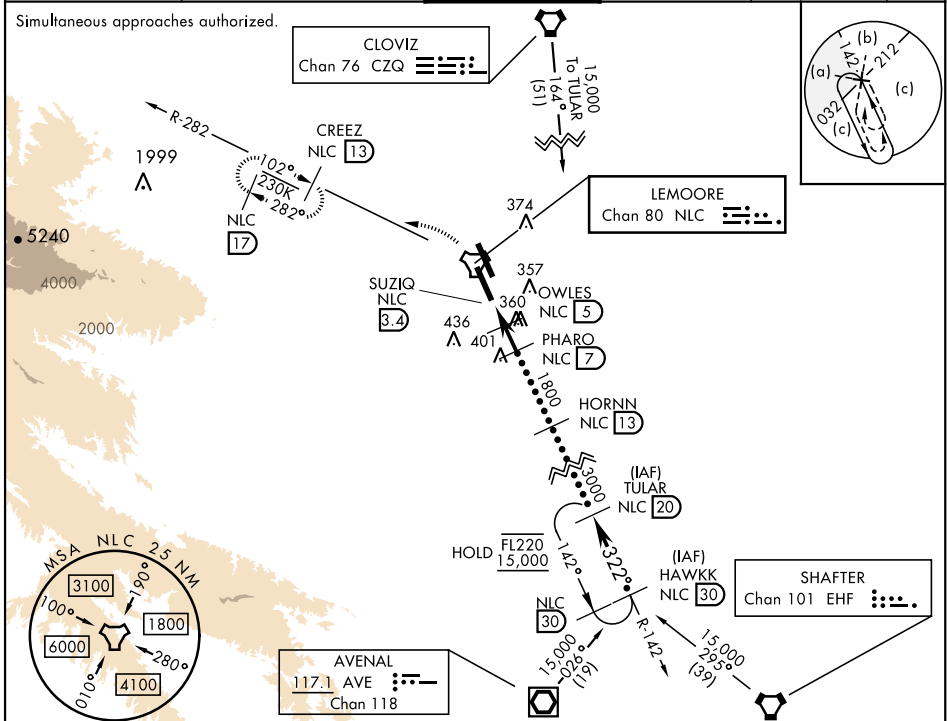 Simultaneous approaches authorized.
CLOVIZ
Chan 76 CZQ
15,000
To TULAR
164°
(51)
(a)
142°
(b)
212
(c)
032
(c)
R-282
CREEZ
NLC 13
1999
102°
230K
282°
NLC
17
374
LEMOORE
Chan 80 NLC
5240
4000
2000
SUZIQ
NLC
3.4
357
OWLES
NLC 5
360
436
401
PHARO
NLC 7
1800
HORNN
NLC 13
3000
(IAF)
TULAR
NLC 20
HOLD FL220
15,000
142°
322°
(IAF)
HAWKK
NLC 30
NLC
30
R-142
SHAFTER
Chan 101 EHF
15,000
295°
(39)
15,000
026°
(19)
AVENAL
117.1 AVE
Chan 118
MSA NLC 25 NM
3100
190°
100°
1800
6000
280°
4100
010°